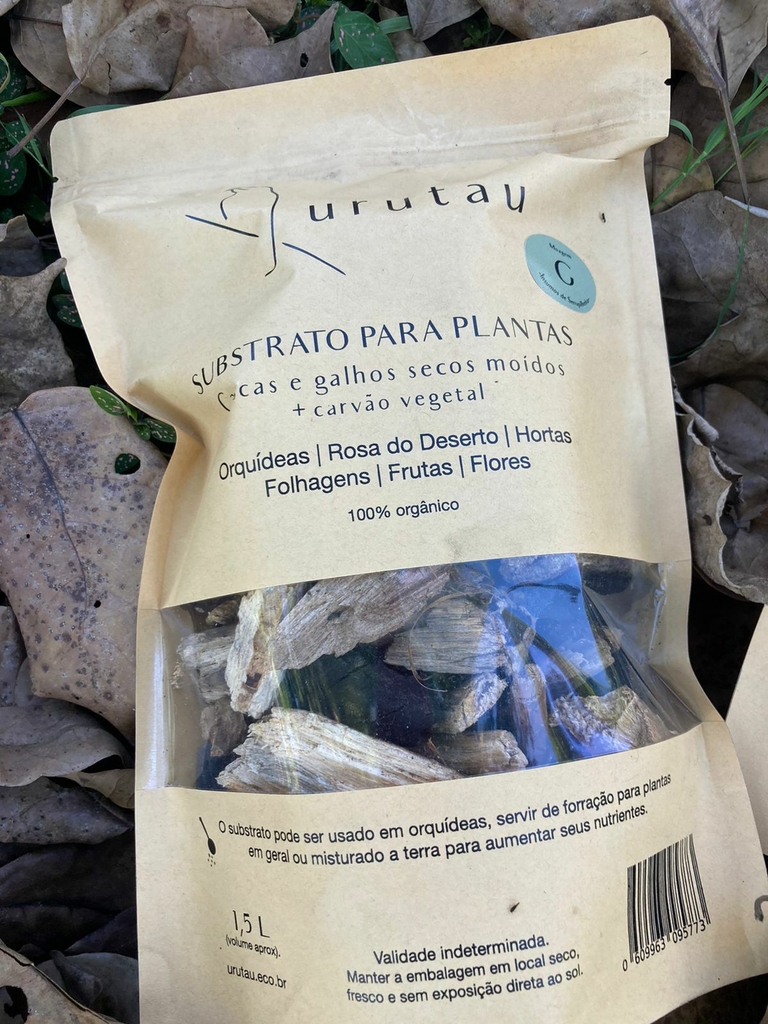 urutau
Moagem
G
SUBSTRATO PARA PLANTAS
cas e galhos secos moídos
+ carvão vegetal
Orquídeas | Rosa do Deserto | Hortas
Folhagens | Frutas | Flores
100% orgânico
O substrato pode ser usado em orquídeas, servir de forração para plantas
em geral ou misturado a terra para aumentar seus nutrientes.
1,5 L
(volume aprox).
urutau.eco.br
Validade indeterminada.
Manter a embalagem em local seco,
fresco e sem exposição direta ao sol.
0 609963 095773